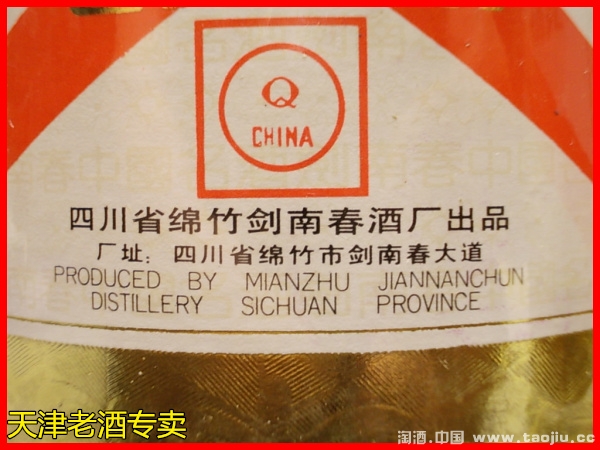 Q
CHINA
四川省绵竹剑南春酒厂出品
厂址：四川省绵竹市剑南春大道
PRODUCED BY MIANZHU JIANNANCHUN
DISTILLERY SICHUAN PROVINCE
天津老酒专卖
淘酒.中国 www.taojiu.cc